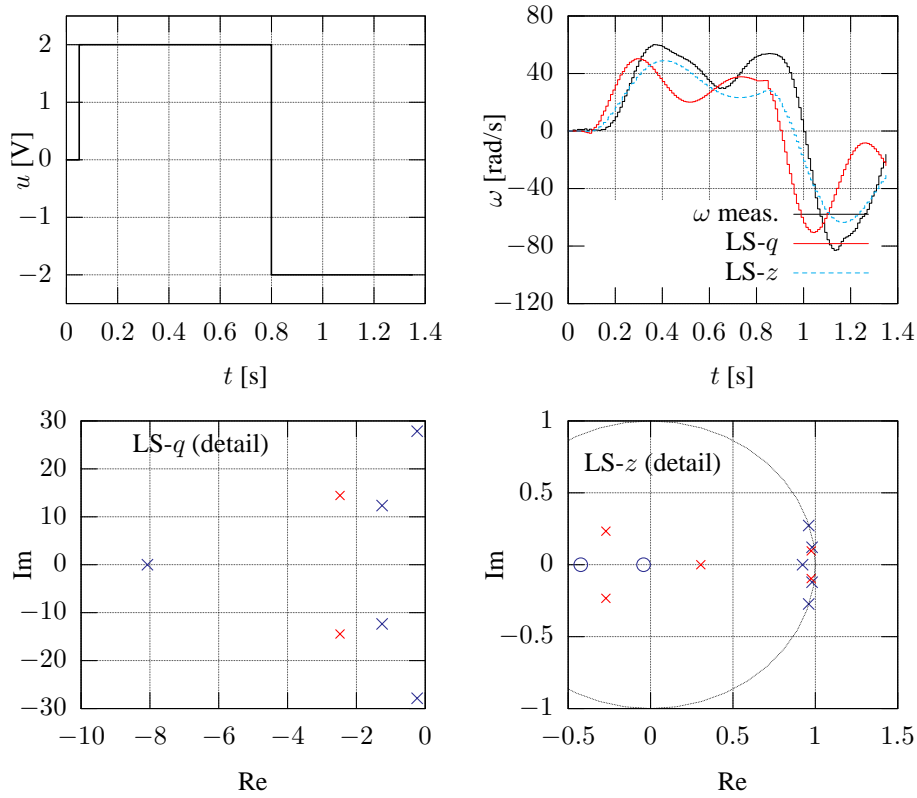 2
1
0
−1
−2
u [V]
0 0.2 0.4 0.6 0.8 1 1.2 1.4
t [s]
80
40
0
−40
−80
−120
ω [rad/s]
ω meas.
LS-q
LS-z
0 0.2 0.4 0.6 0.8 1 1.2 1.4
t [s]
30
20
10
0
−10
−20
−30
Im
LS-q (detail)
−10 −8 −6 −4 −2 0
Re
1
0.5
0
−0.5
−1
Im
LS-z (detail)
−0.5 0 0.5 1 1.5
Re